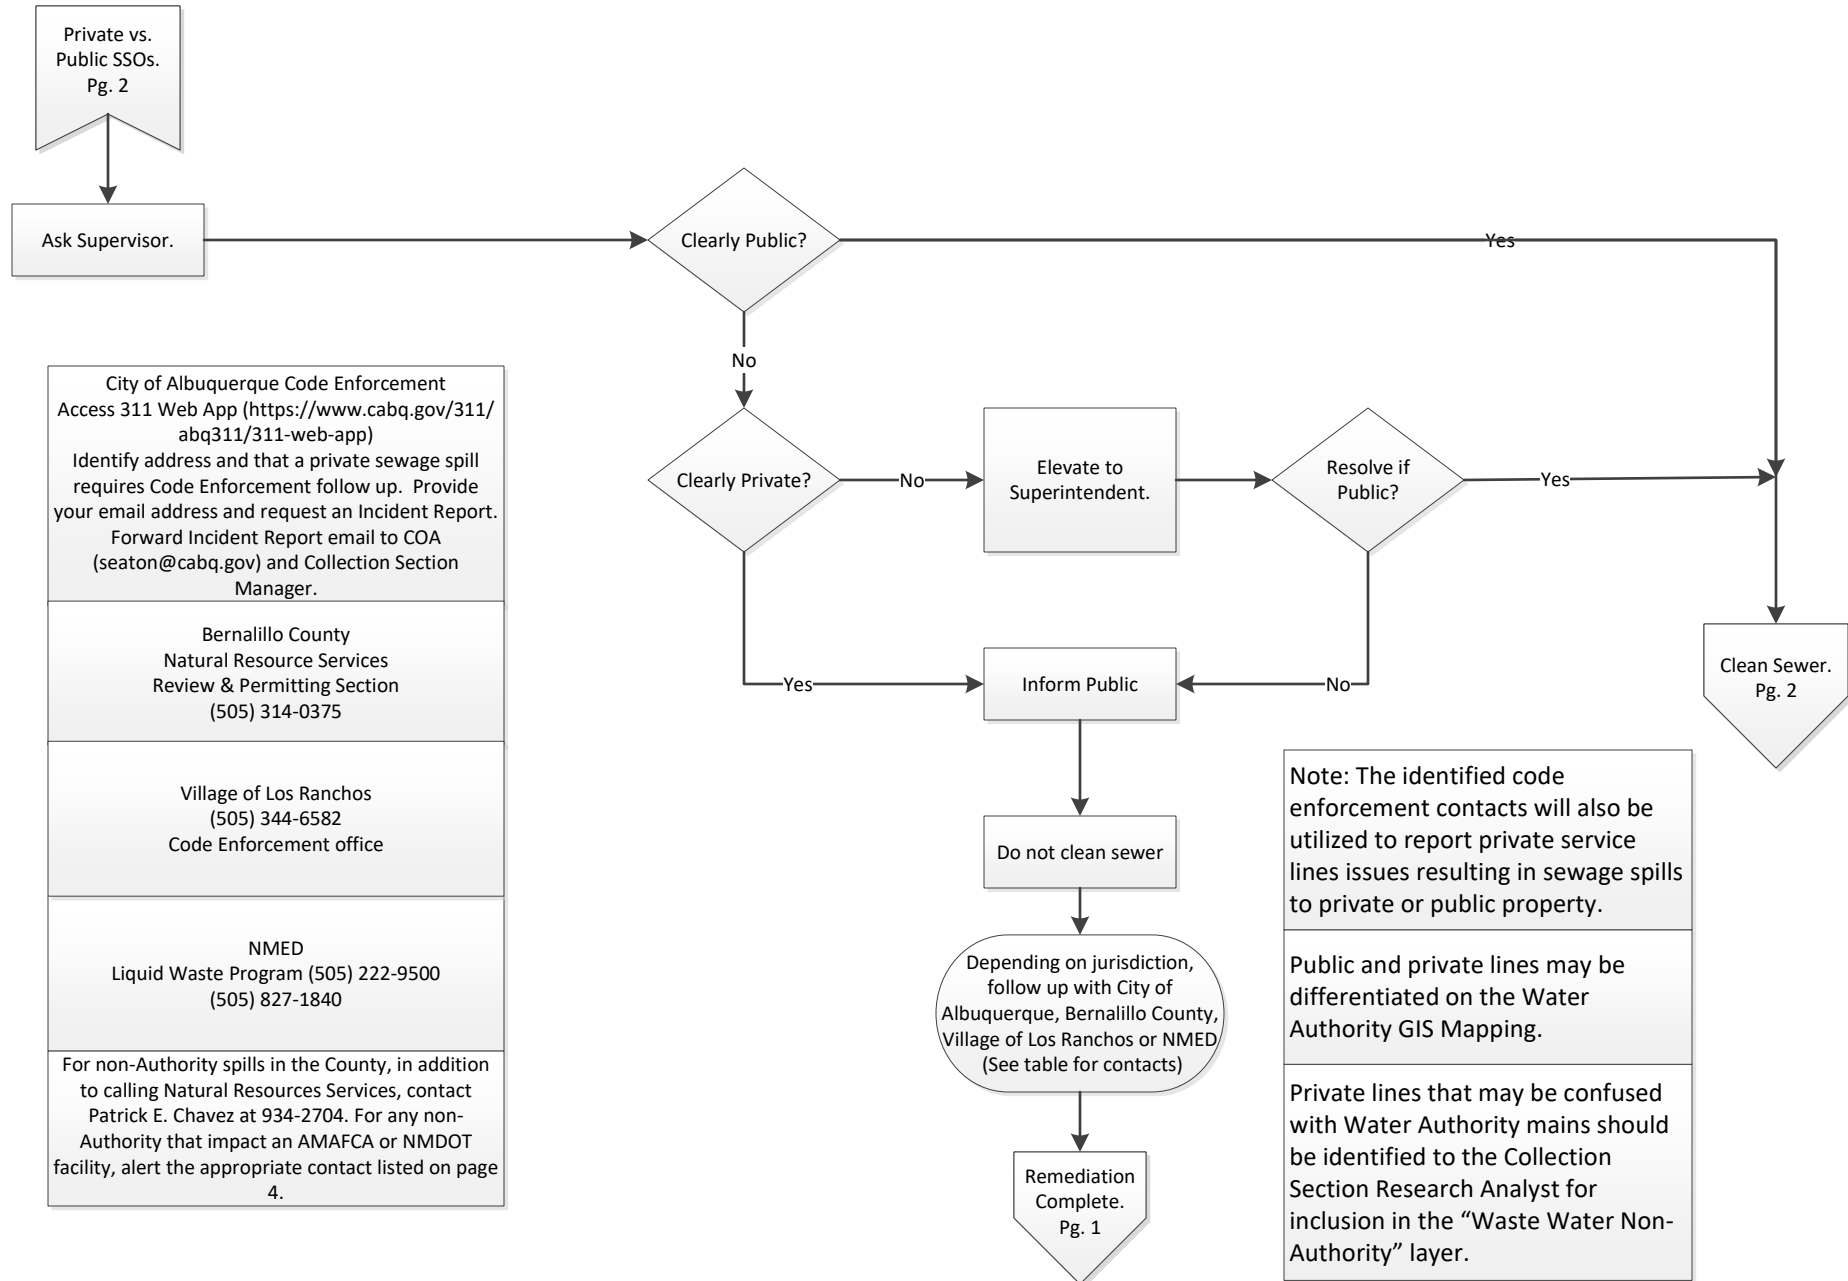 Private vs.
Public SSOs.
Pg. 2
Ask Supervisor.
Clearly Public?
Yes
No
Clearly Private?
No
Elevate to
Superintendent.
Resolve if
Public?
Yes
Yes
Inform Public
No
Clean Sewer.
Pg. 2
Do not clean sewer
Depending on jurisdiction,
follow up with City of
Albuquerque, Bernalillo County,
Village of Los Ranchos or NMED
(See table for contacts)
Remediation
Complete.
Pg. 1
City of Albuquerque Code Enforcement
Access 311 Web App (https://www.cabq.gov/311/
abq311/311-web-app)
Identify address and that a private sewage spill
requires Code Enforcement follow up.  Provide
your email address and request an Incident Report.
Forward Incident Report email to COA
(seaton@cabq.gov) and Collection Section
Manager.
Bernalillo County
Natural Resource Services
Review & Permitting Section
(505) 314-0375
Village of Los Ranchos
(505) 344-6582
Code Enforcement office
NMED
Liquid Waste Program (505) 222-9500
(505) 827-1840
For non-Authority spills in the County, in addition
to calling Natural Resources Services, contact
Patrick E. Chavez at 934-2704. For any non-
Authority that impact an AMAFCA or NMDOT
facility, alert the appropriate contact listed on page
4.
Note: The identified code
enforcement contacts will also be
utilized to report private service
lines issues resulting in sewage spills
to private or public property.
Public and private lines may be
differentiated on the Water
Authority GIS Mapping.
Private lines that may be confused
with Water Authority mains should
be identified to the Collection
Section Research Analyst for
inclusion in the “Waste Water Non-
Authority” layer.